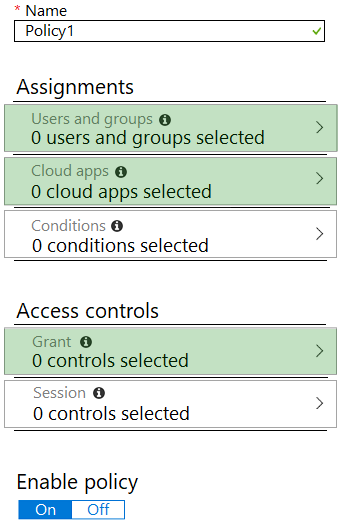 * Name
Policy1
Assignments
Users and groups
0 users and groups selected
Cloud apps
0 cloud apps selected
Conditions
0 conditions selected
Access controls
Grant
0 controls selected
Session
0 controls selected
Enable policy
On Off